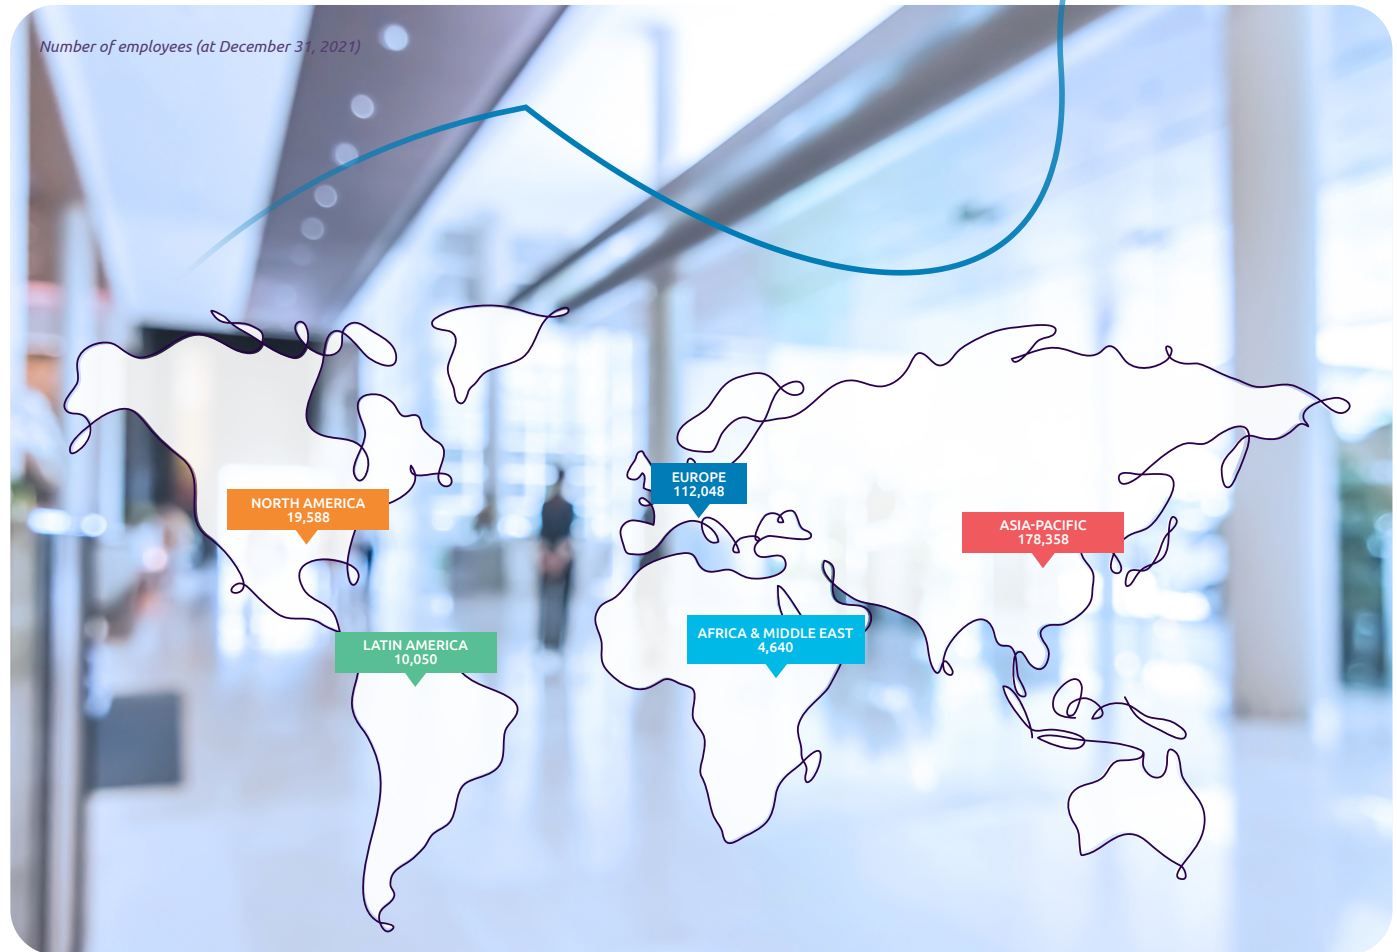 Number of employees (at December 31, 2021)
EUROPE
112,048
NORTH AMERICA
19,588
ASIA-PACIFIC
178,358
AFRICA & MIDDLE EAST
4,640
LATIN AMERICA
10,050